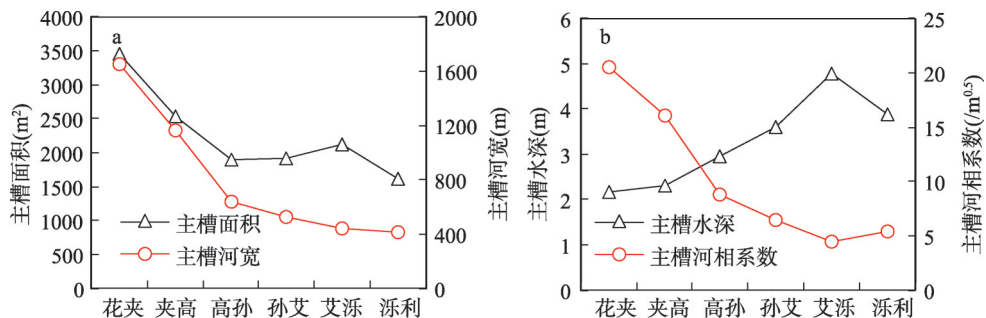 a
4000
3500
3000
2500
2000
1500
1000
500
0
主槽面积(m²)
2000
1600
1200
800
400
0
主槽河宽(m)
主槽面积
主槽河宽
花夹 夹高 高孙 孙艾 艾泺 泺利
b
6
5
4
3
2
1
0
主槽水深(m)
25
20
15
10
5
0
主槽河相系数(/m⁰·⁵)
主槽水深
主槽河相系数
花夹 夹高 高孙 孙艾 艾泺 泺利